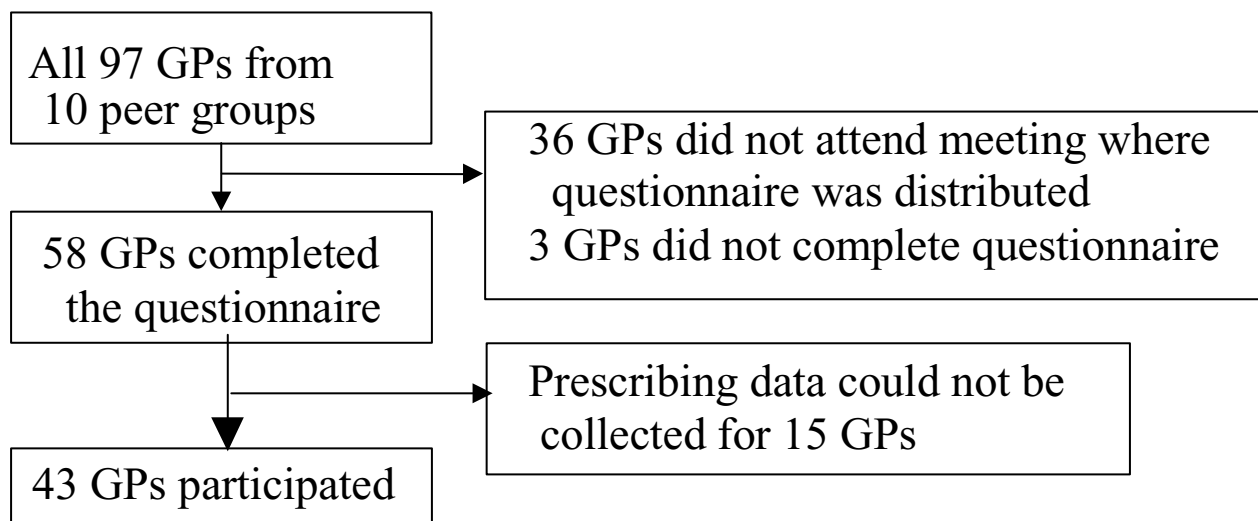 All 97 GPs from
10 peer groups
36 GPs did not attend meeting where
questionnaire was distributed
3 GPs did not complete questionnaire
58 GPs completed
the questionnaire
Prescribing data could not be
collected for 15 GPs
43 GPs participated